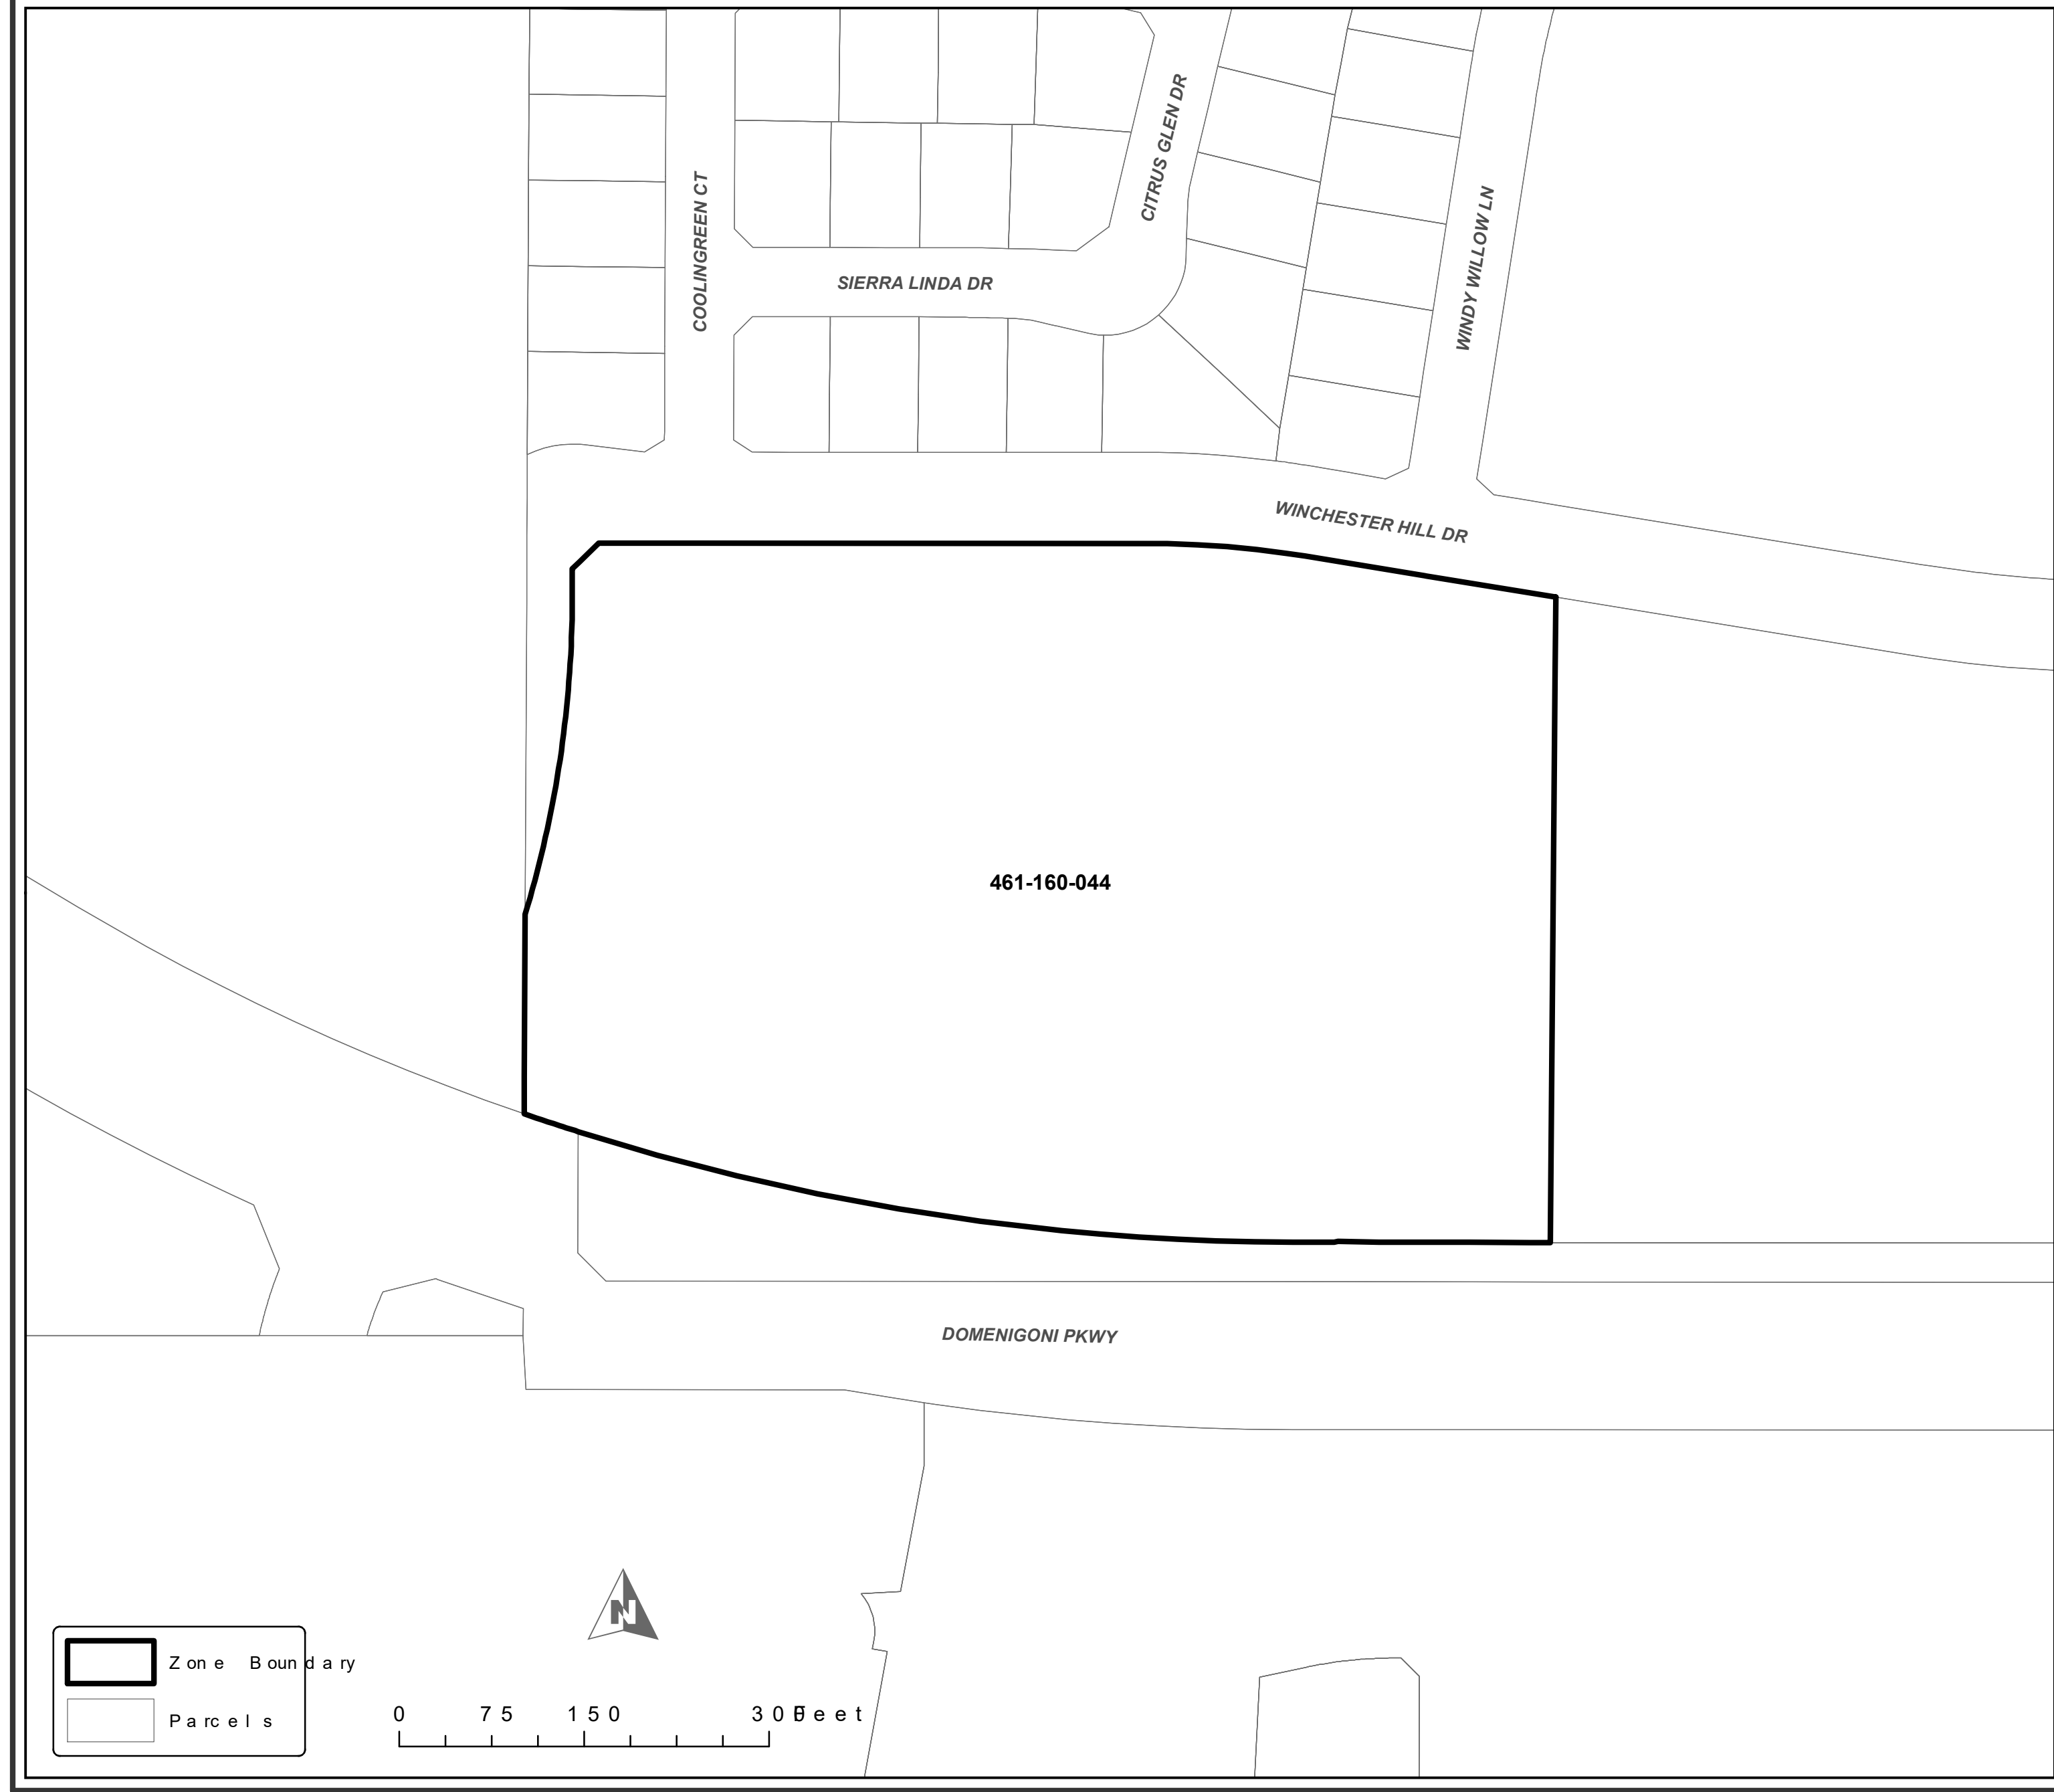 CITRUS GLEN DR
COOLINGREEN CT
WINDY WILLOW LN
SIERRA LINDA DR
WINCHESTER HILL DR
461-160-044
DOMENIGONI PKWY
N
Zone Boundary
Parcels
0 75 150 300 Feet